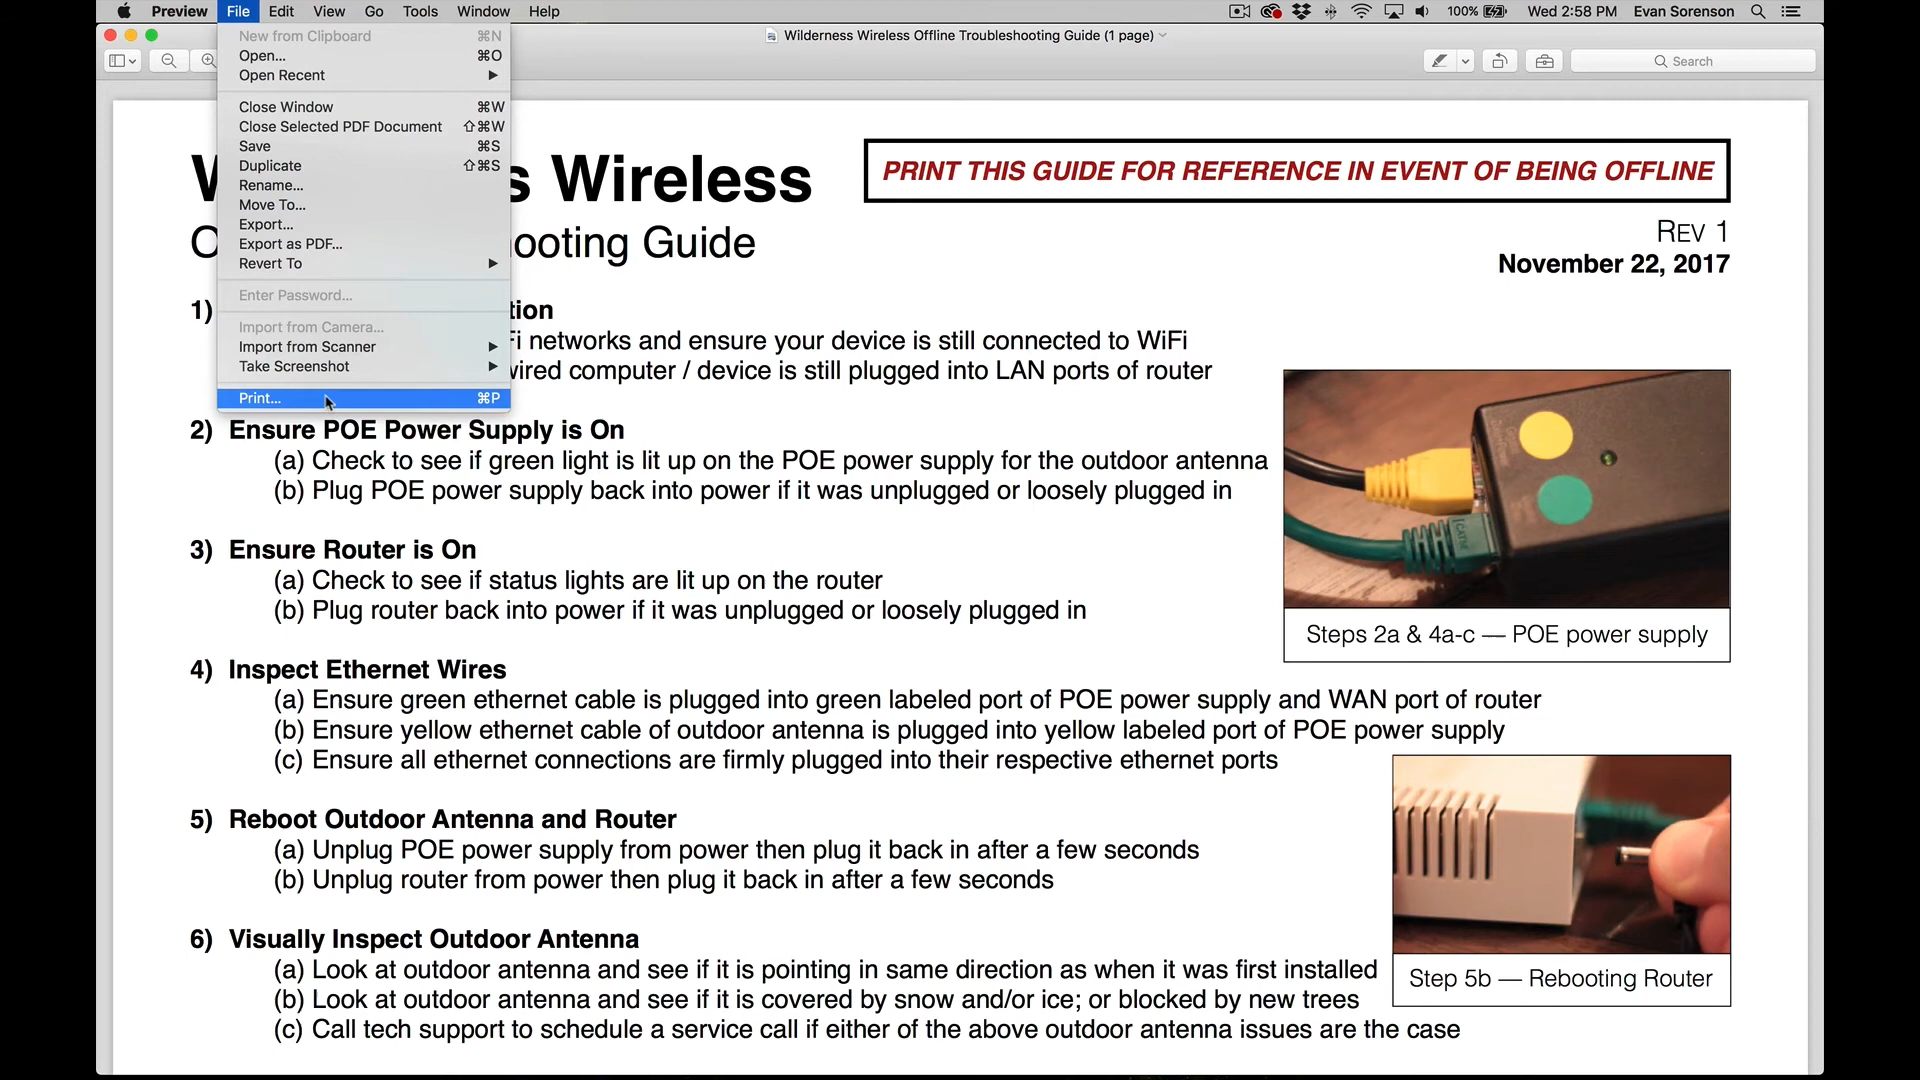 Preview File Edit View Go Tools Window Help 100% Wed 2:58 PM Evan Sorenson
Wilderness Wireless Offline Troubleshooting Guide (1 page)
Search
New from Clipboard ⌘N
Open... ⌘O
Open Recent
Close Window ⌘W
Close Selected PDF Document ⇧⌘W
Save ⌘S
Duplicate ⇧⌘S
Rename...
Move To...
Export...
Export as PDF...
Revert To
Enter Password...
Import from Camera...
Import from Scanner
Take Screenshot
Print... ⌘P
s Wireless
PRINT THIS GUIDE FOR REFERENCE IN EVENT OF BEING OFFLINE
ooting Guide
REV 1
November 22, 2017
1) tion
Fi networks and ensure your device is still connected to WiFi
wired computer / device is still plugged into LAN ports of router
2) Ensure POE Power Supply is On
(a) Check to see if green light is lit up on the POE power supply for the outdoor antenna
(b) Plug POE power supply back into power if it was unplugged or loosely plugged in
3) Ensure Router is On
(a) Check to see if status lights are lit up on the router
(b) Plug router back into power if it was unplugged or loosely plugged in
Steps 2a & 4a-c — POE power supply
4) Inspect Ethernet Wires
(a) Ensure green ethernet cable is plugged into green labeled port of POE power supply and WAN port of router
(b) Ensure yellow ethernet cable of outdoor antenna is plugged into yellow labeled port of POE power supply
(c) Ensure all ethernet connections are firmly plugged into their respective ethernet ports
5) Reboot Outdoor Antenna and Router
(a) Unplug POE power supply from power then plug it back in after a few seconds
(b) Unplug router from power then plug it back in after a few seconds
6) Visually Inspect Outdoor Antenna
(a) Look at outdoor antenna and see if it is pointing in same direction as when it was first installed
(b) Look at outdoor antenna and see if it is covered by snow and/or ice; or blocked by new trees
(c) Call tech support to schedule a service call if either of the above outdoor antenna issues are the case
Step 5b — Rebooting Router